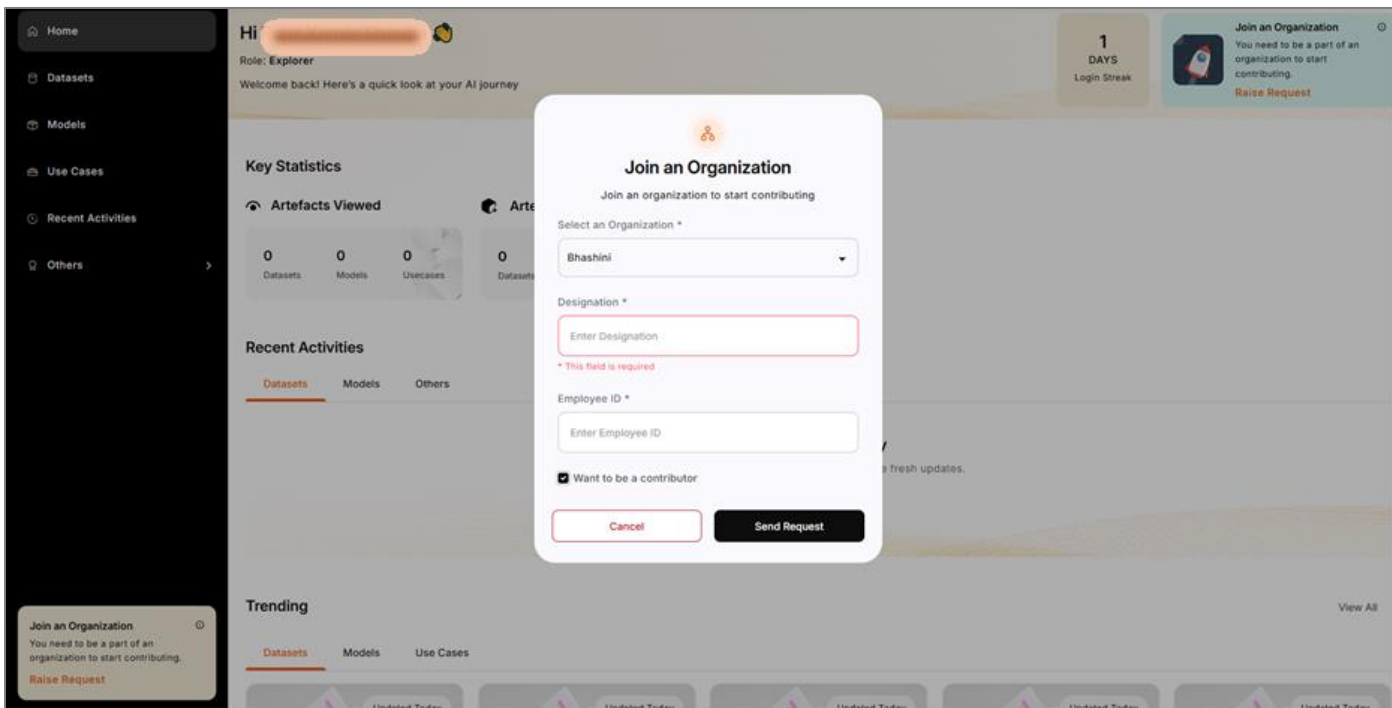 Home
Datasets
Models
Use Cases
Recent Activities
Others
Join an Organization
You need to be a part of an
organization to start contributing.
Raise Request
Hi
Role: Explorer
Welcome back! Here's a quick look at your AI journey
1
DAYS
Login Streak
Join an Organization
You need to be a part of an
organization to start
contributing.
Raise Request
Key Statistics
Artefacts Viewed
0 0 0
Datasets Models Usecases
Arte
0
Datasets
Recent Activities
Datasets Models Others
fresh updates.
Join an Organization
Join an organization to start contributing
Select an Organization *
Bhashini
Designation *
Enter Designation
* This field is required
Employee ID *
Enter Employee ID
Want to be a contributor
Cancel Send Request
Trending
View All
Datasets Models Use Cases
Updated Today Updated Today Updated Today Updated Today Updated Today